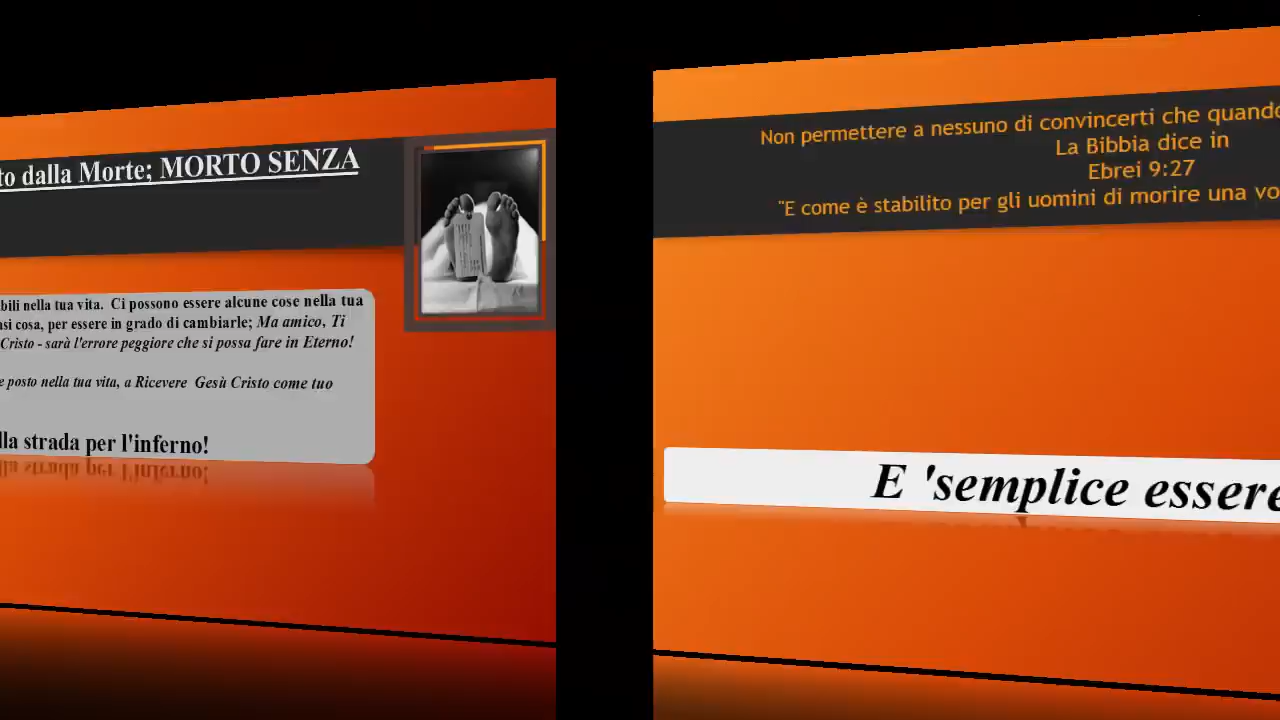 to dalla Morte; MORTO SENZA
bili nella tua vita. Ci possono essere alcune cose nella tua
asi cosa, per essere in grado di cambiarle; Ma amico, Ti
Cristo - sarà l'errore peggiore che si possa fare in Eterno!
e posto nella tua vita, a Ricevere Gesù Cristo come tuo
lla strada per l'inferno!
Non permettere a nessuno di convincerti che quando
La Bibbia dice in
Ebrei 9:27
"E come è stabilito per gli uomini di morire una vo
E 'semplice essere